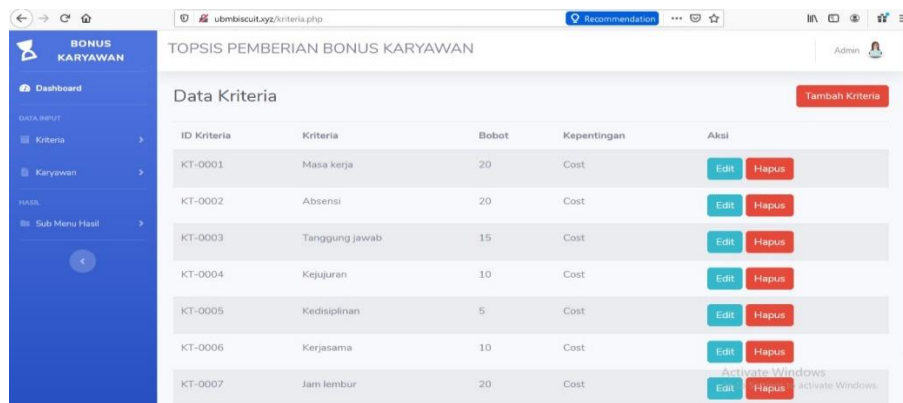 ubmbiscuit.xyz/kriteria.php
Recommendation
BONUS
KARYAWAN
TOPSIS PEMBERIAN BONUS KARYAWAN
Admin
Dashboard
DATA INPUT
Kriteria
Karyawan
HASIL
Sub Menu Hasil
Data Kriteria
Tambah Kriteria
ID Kriteria Kriteria Bobot Kepentingan Aksi
KT-0001 Masa kerja 20 Cost Edit Hapus
KT-0002 Absensi 20 Cost Edit Hapus
KT-0003 Tanggung jawab 15 Cost Edit Hapus
KT-0004 Kejujuran 10 Cost Edit Hapus
KT-0005 Kedisiplinan 5 Cost Edit Hapus
KT-0006 Kerjasama 10 Cost Edit Hapus
KT-0007 Jam lembur 20 Cost Edit Hapus
Activate Windows
activate Windows.